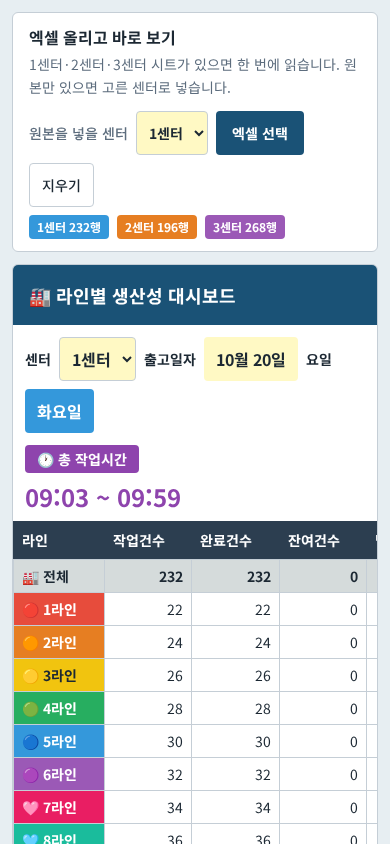 엑셀 올리고 바로 보기
1센터·2센터·3센터 시트가 있으면 한 번에 읽습니다. 원
본만 있으면 고른 센터로 넣습니다.
원본을 넣을 센터 1센터 엑셀 선택
지우기
1센터 232행 2센터 196행 3센터 268행
🏭 라인별 생산성 대시보드
센터 1센터 출고일자 10월 20일 요일
화요일
🕐 총 작업시간
09:03 ~ 09:59
라인 작업건수 완료건수 잔여건수
🏭 전체 232 232 0
🔴 1라인 22 22 0
🟠 2라인 24 24 0
🟡 3라인 26 26 0
🟢 4라인 28 28 0
🔵 5라인 30 30 0
🟣 6라인 32 32 0
🩷 7라인 34 34 0
🩵 8라인 36 36 0